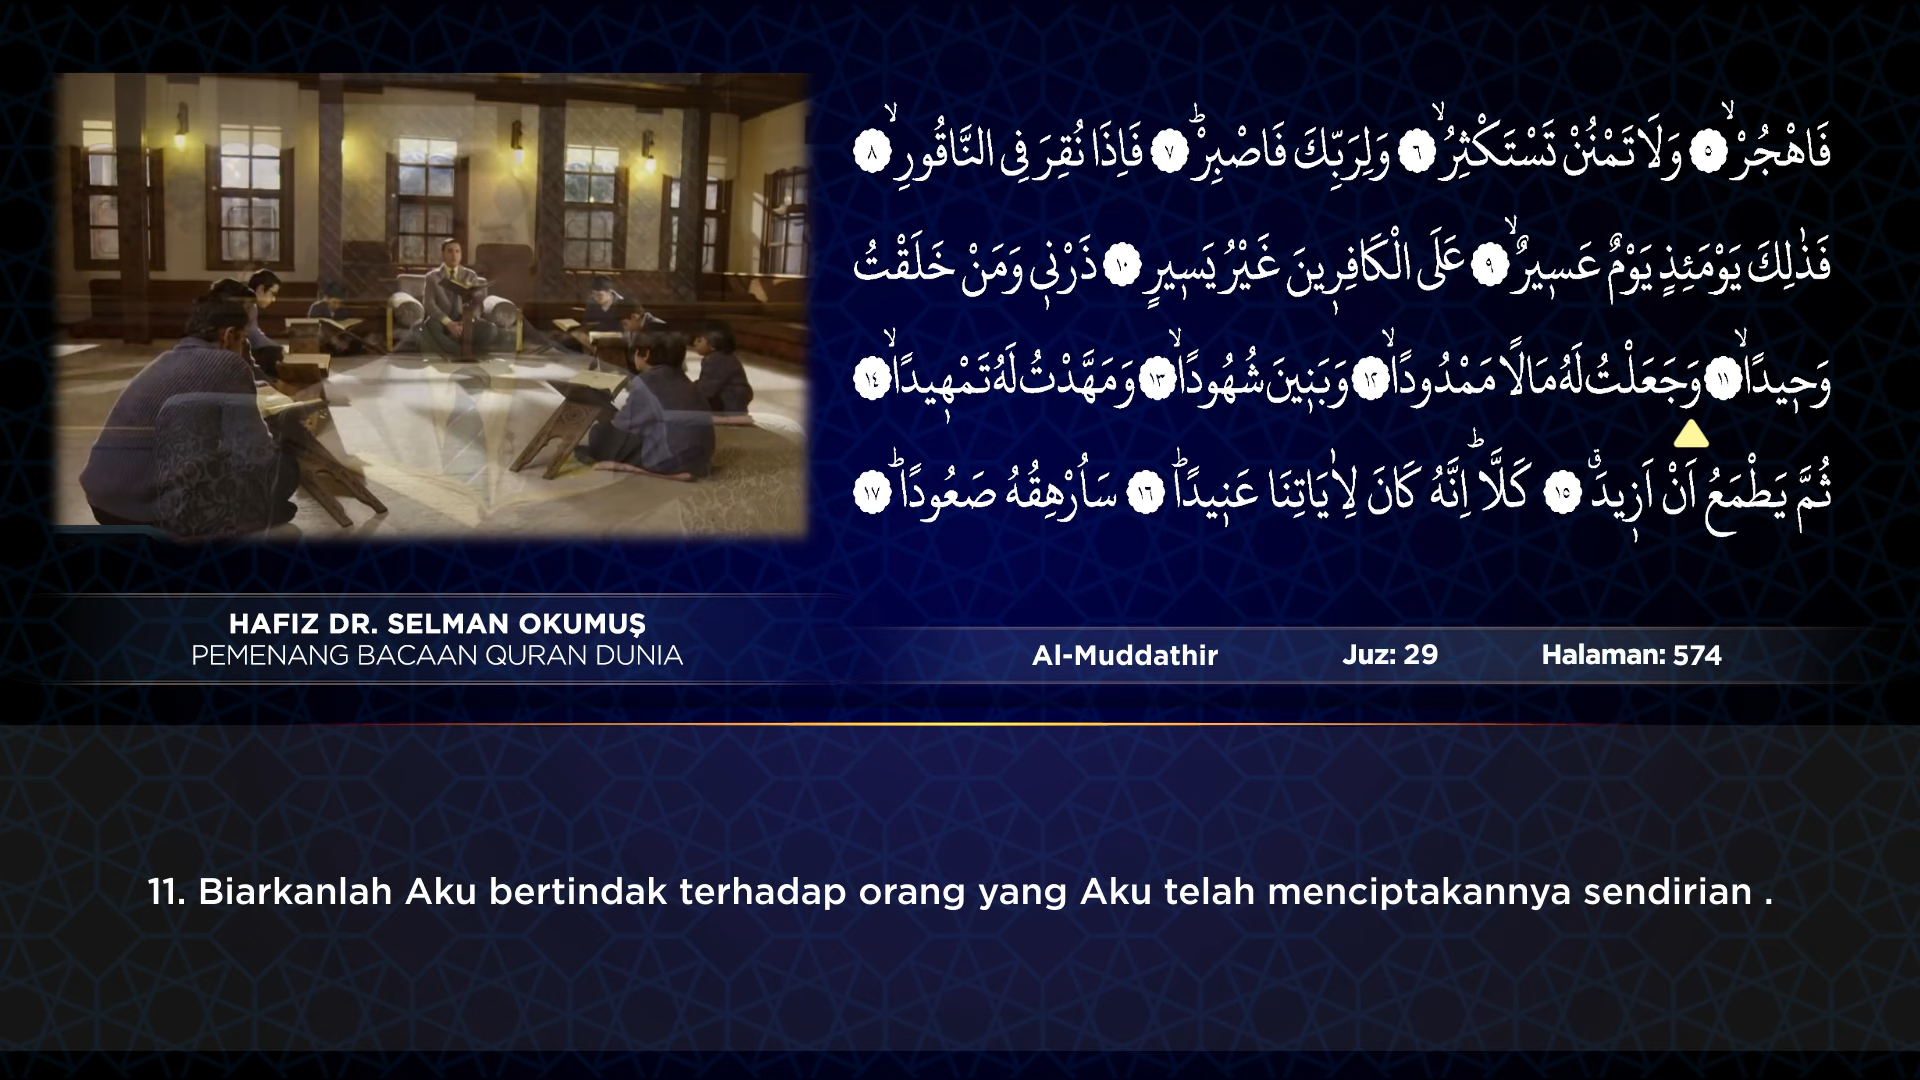 فَاهْجُرْۙ ﴿٥﴾ وَلَا تَمْنُنْ تَسْتَكْثِرُۙ ﴿٦﴾ وَلِرَبِّكَ فَاصْبِرْۜ ﴿٧﴾ فَاِذَا نُقِرَ فِي النَّاقُورِۙ ﴿٨﴾
فَذٰلِكَ يَوْمَئِذٍ يَوْمٌ عَسٖيرٌۙ ﴿٩﴾ عَلَى الْكَافِرٖينَ غَيْرُ يَسٖيرٍ ﴿١٠﴾ ذَرْنٖي وَمَنْ خَلَقْتُ
وَحٖيدًاۙ ﴿١١﴾ وَجَعَلْتُ لَهُ مَالًا مَمْدُودًاۙ ﴿١٢﴾ وَبَنٖينَ شُهُودًاۙ ﴿١٣﴾ وَمَهَّدْتُ لَهُ تَمْهٖيدًاۙ ﴿١٤﴾
ثُمَّ يَطْمَعُ اَنْ اَزٖيدَۗ ﴿١٥﴾ كَلَّاؕ اِنَّهُ كَانَ لِاٰيَاتِنَا عَنٖيدًاؕ ﴿١٦﴾ سَاُرْهِقُهُ صَعُودًاؕ ﴿١٧﴾
HAFIZ DR. SELMAN OKUMUŞ
PEMENANG BACAAN QURAN DUNIA
Al-Muddathir Juz: 29 Halaman: 574
11. Biarkanlah Aku bertindak terhadap orang yang Aku telah menciptakannya sendirian .